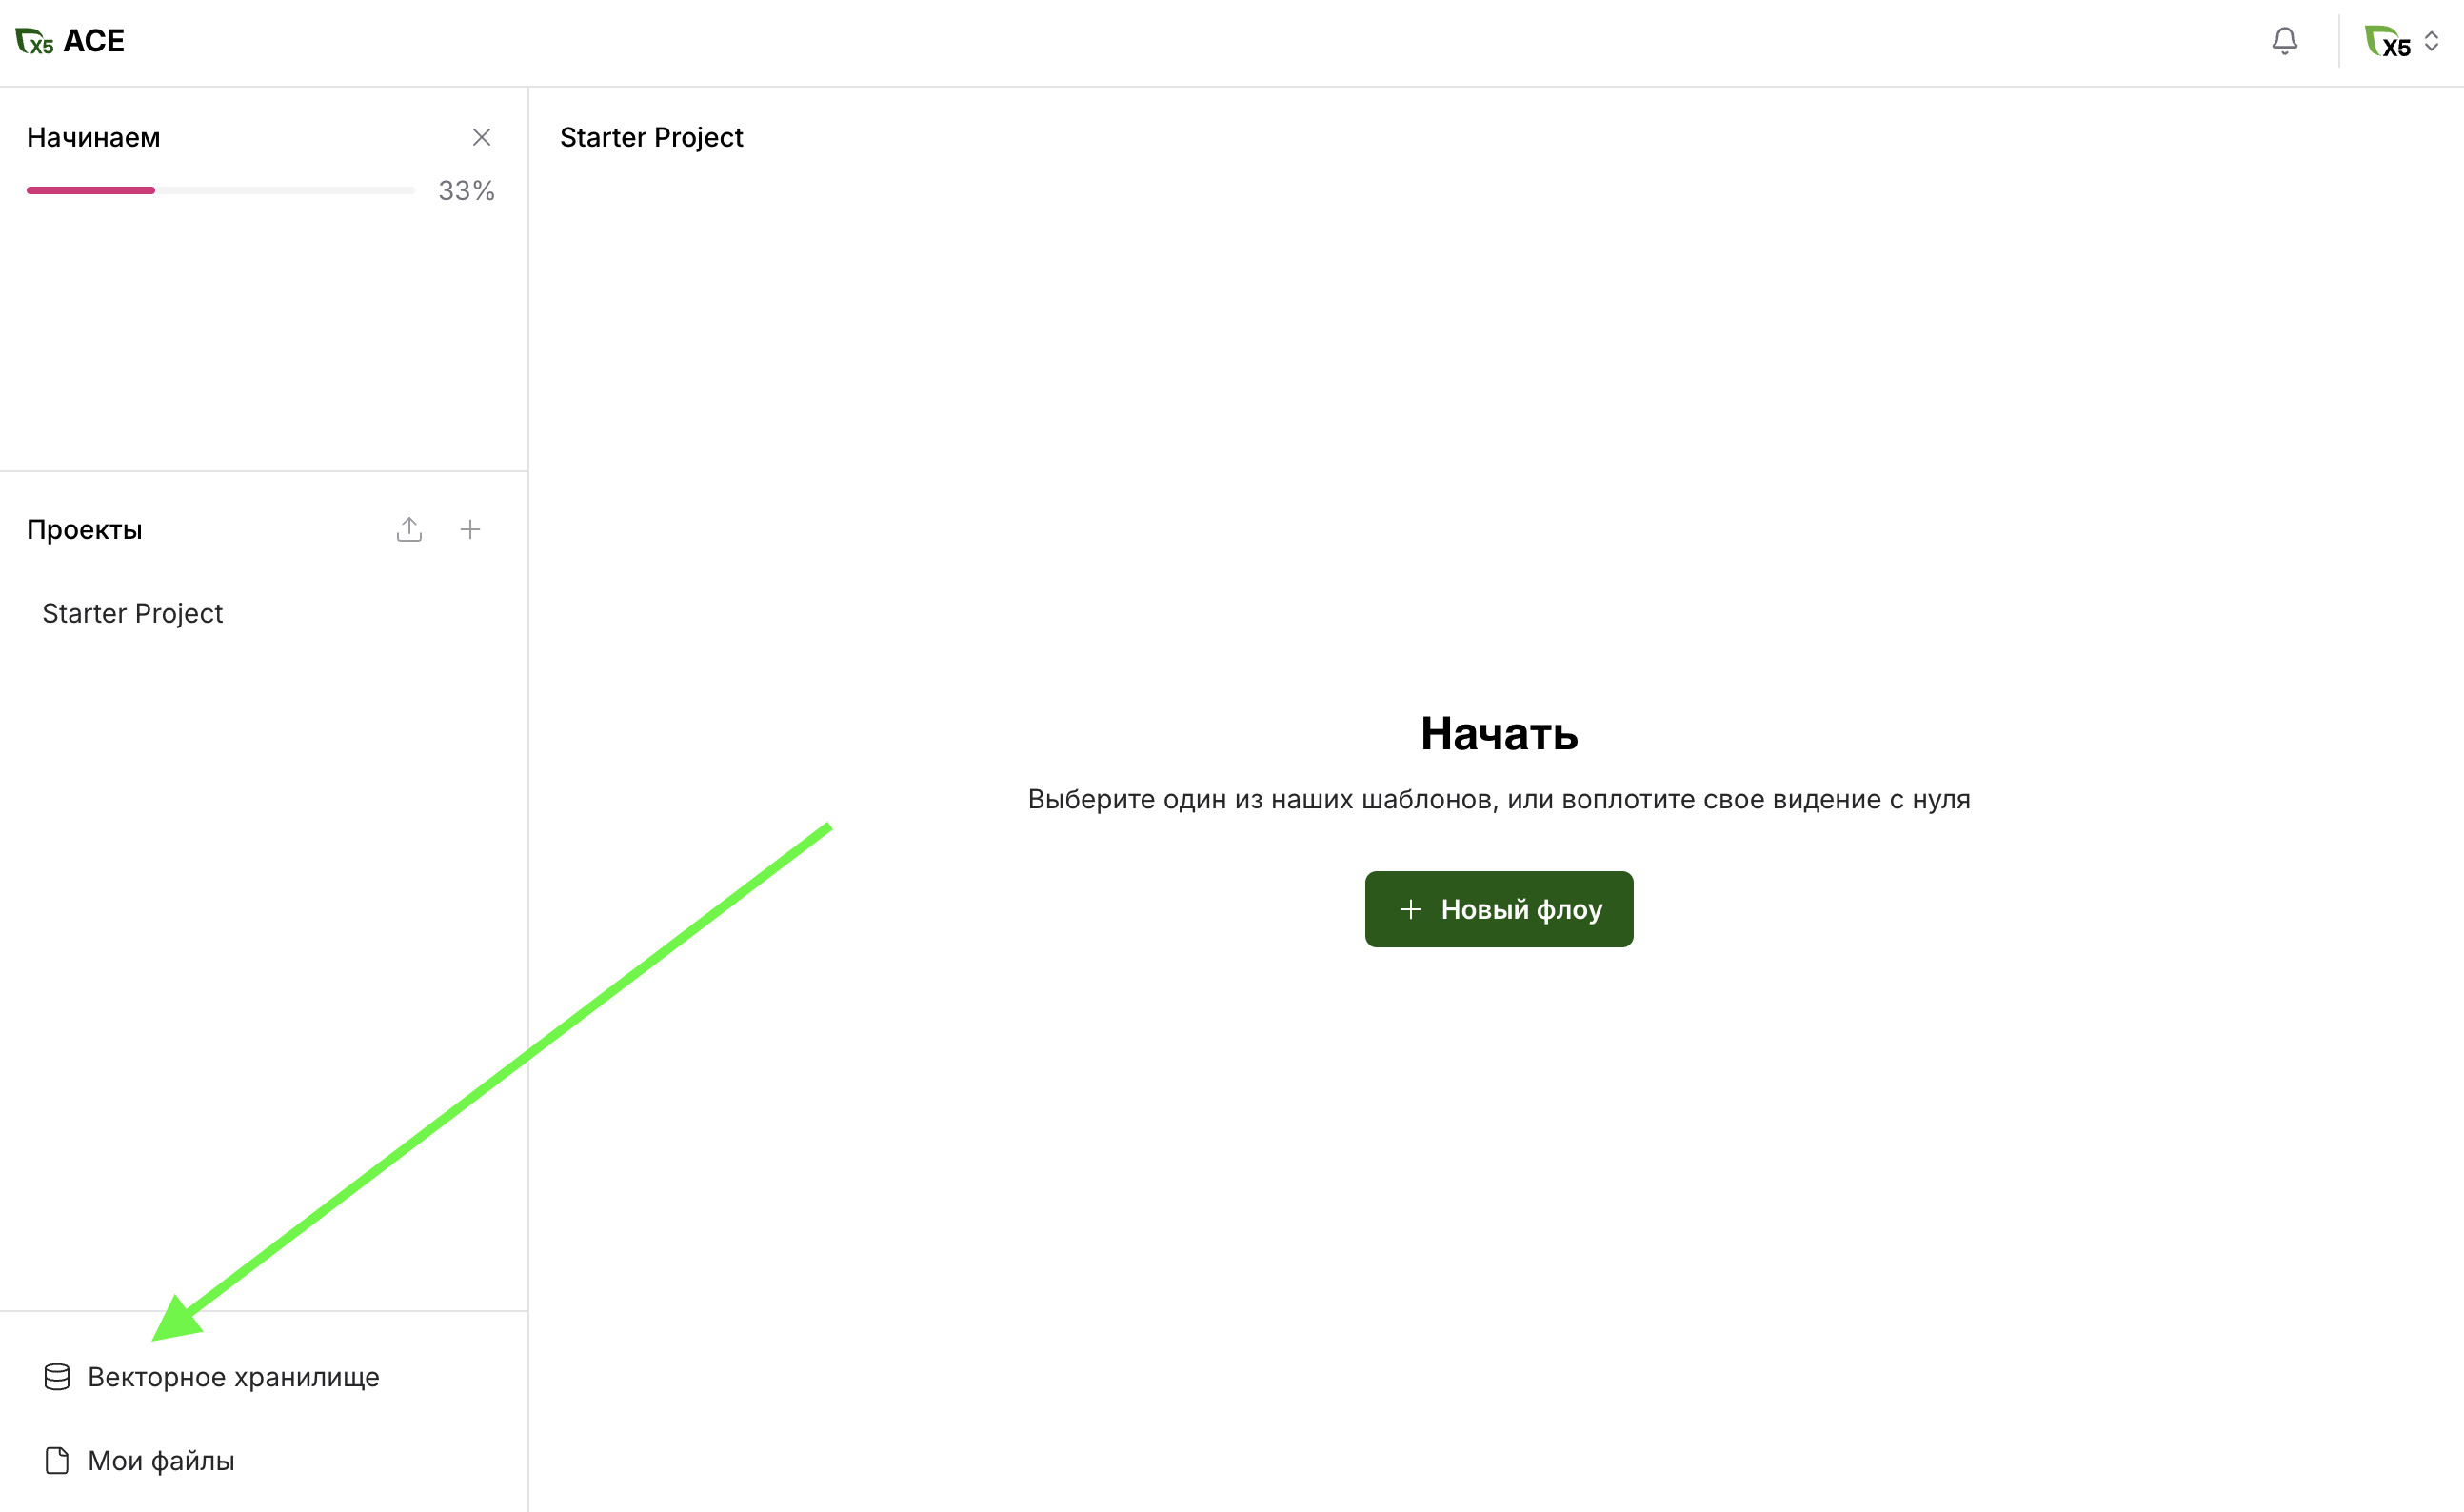 X5 ACE
X5
Начинаем
33%
Проекты
Starter Project
Starter Project
Начать
Выберите один из наших шаблонов, или воплотите свое видение с нуля
Новый флоу
Векторное хранилище
Мои файлы